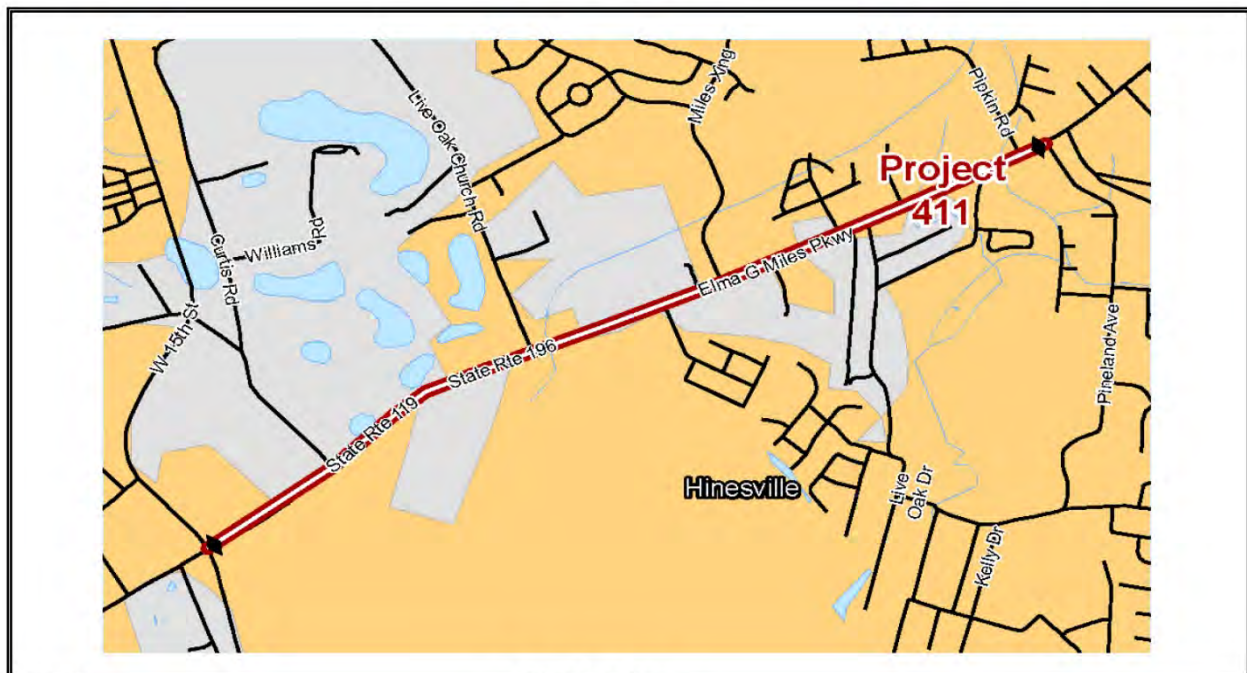 Miles Xing
Pipkin Rd
Live Oak Church Rd
Project
411
Williams Rd
Curtis Rd
Elma G Miles Pkwy
W 15th St
Pineland Ave
State Rte 196
State Rte 119
Hinesville
Live
Oak Dr
Kelly Dr